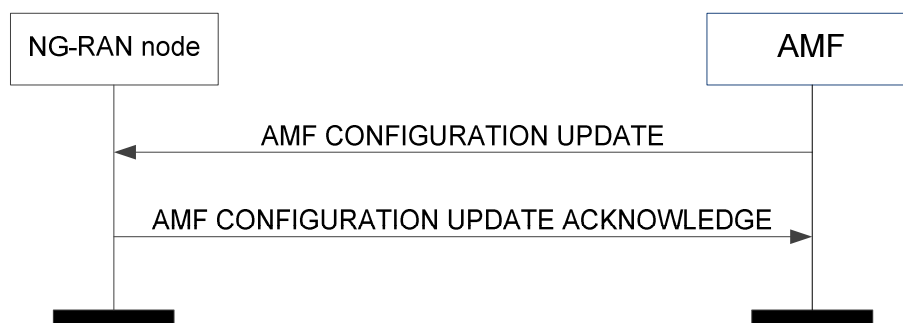 NG-RAN node
AMF
AMF CONFIGURATION UPDATE
AMF CONFIGURATION UPDATE ACKNOWLEDGE